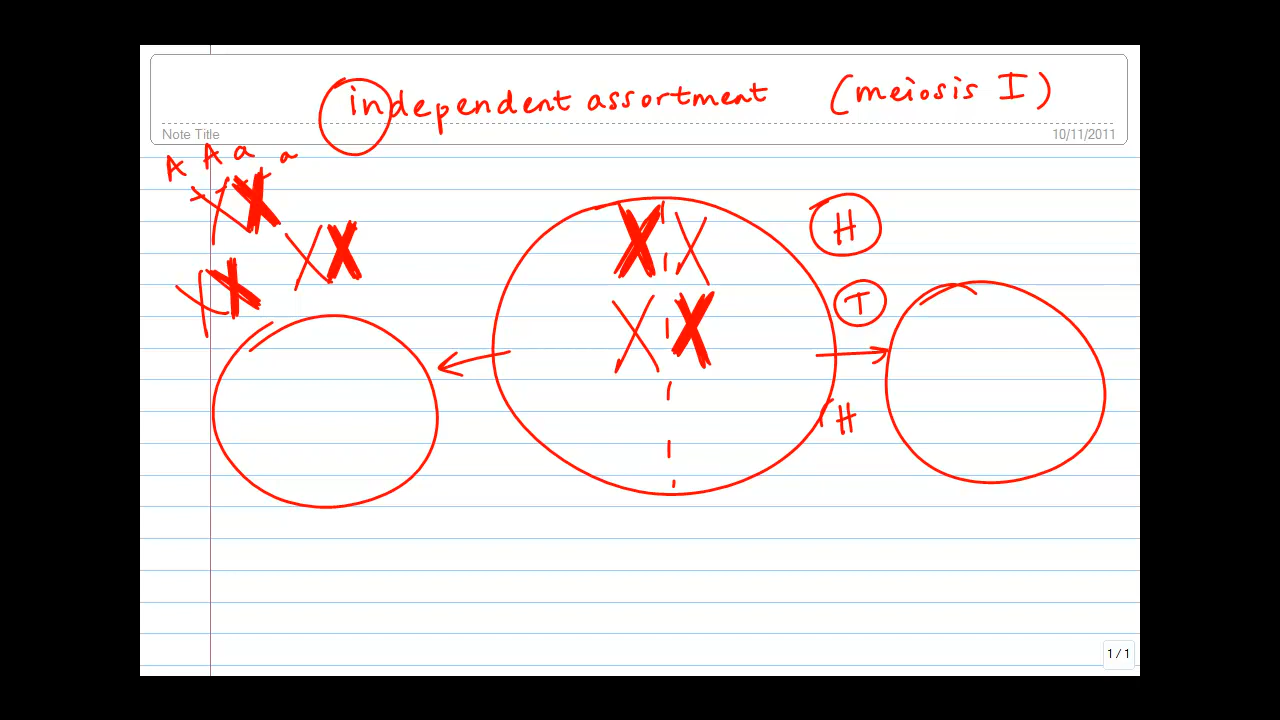 independent assortment (meiosis I)
Note Title 10/11/2011
A A a a
H
T
H
1 / 1